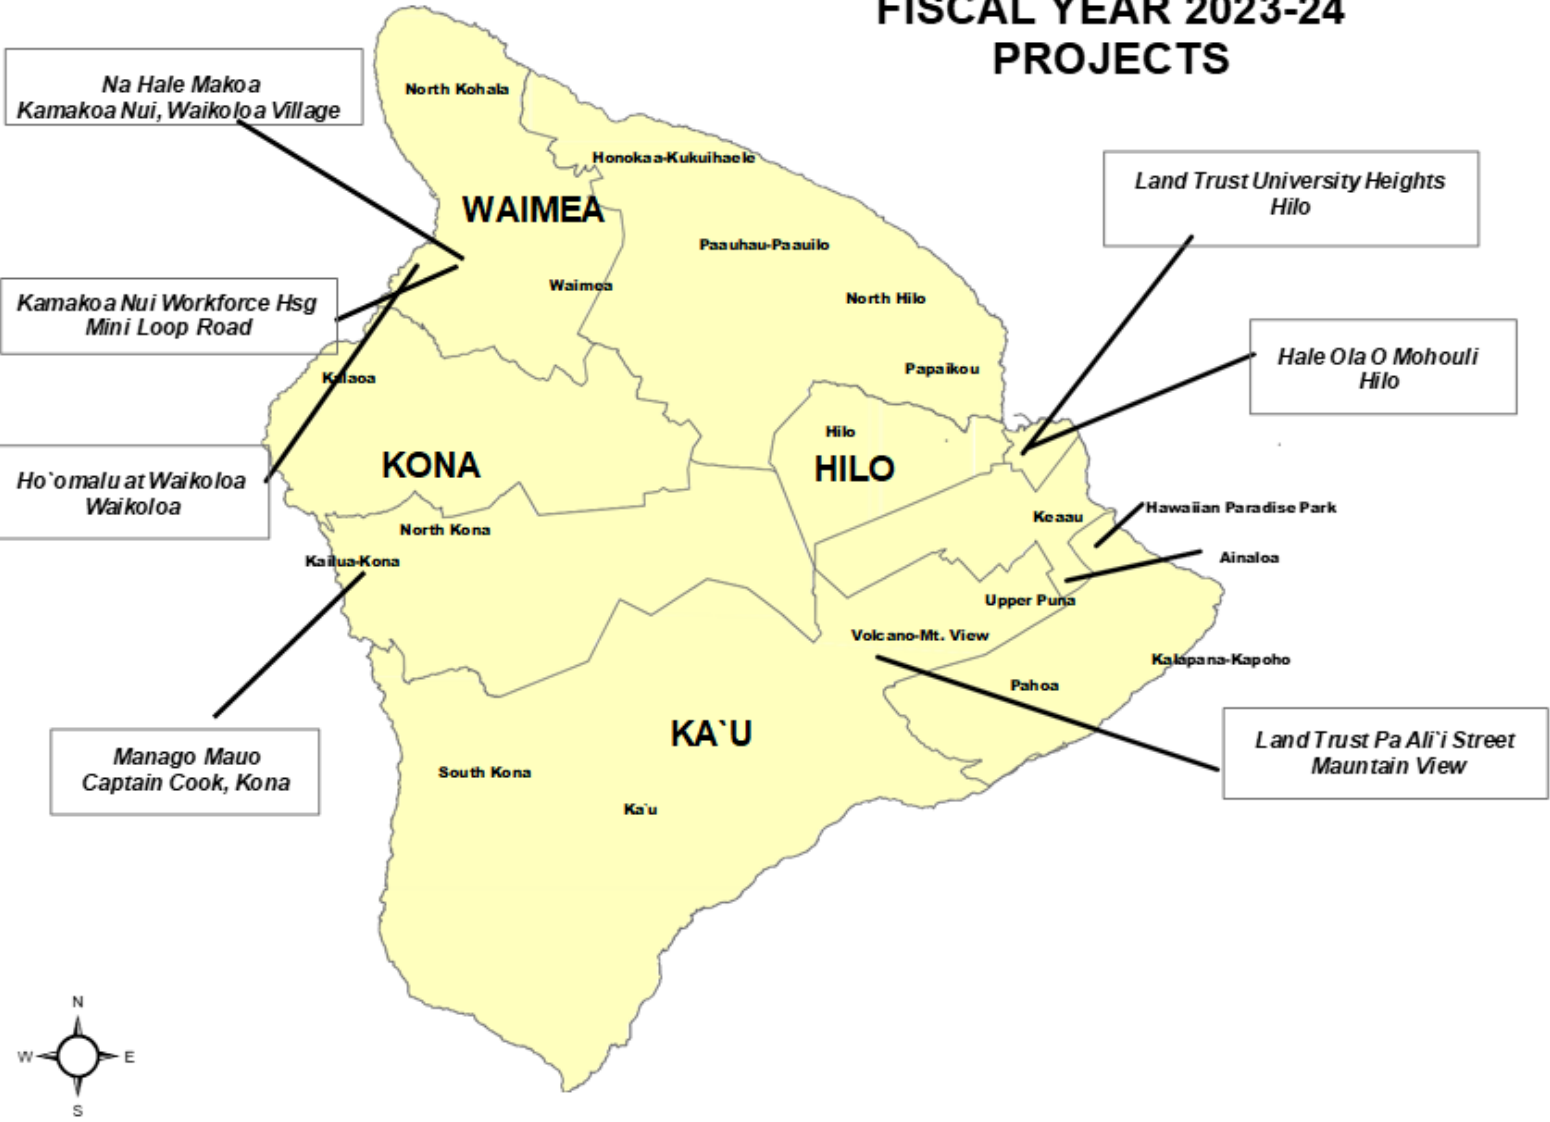 FISCAL YEAR 2023-24
PROJECTS
Na Hale Makoa
Kamakoa Nui, Waikoloa Village
North Kohala
Honokaa-Kukuihaele
Land Trust University Heights
Hilo
WAIMEA
Paauhau-Paauilo
Waimea
North Hilo
Kamakoa Nui Workforce Hsg
Mini Loop Road
Hale Ola O Mohouli
Hilo
Papaikou
Kalaoa
Hilo
KONA
HILO
Ho`omalu at Waikoloa
Waikoloa
Hawaiian Paradise Park
Keaau
North Kona
Kailua-Kona
Ainaloa
Upper Puna
Volcano-Mt. View
Kalapana-Kapoho
Pahoa
KA`U
Land Trust Pa Ali`i Street
Mauntain View
Manago Mauo
Captain Cook, Kona
South Kona
Ka`u
N
W
E
S